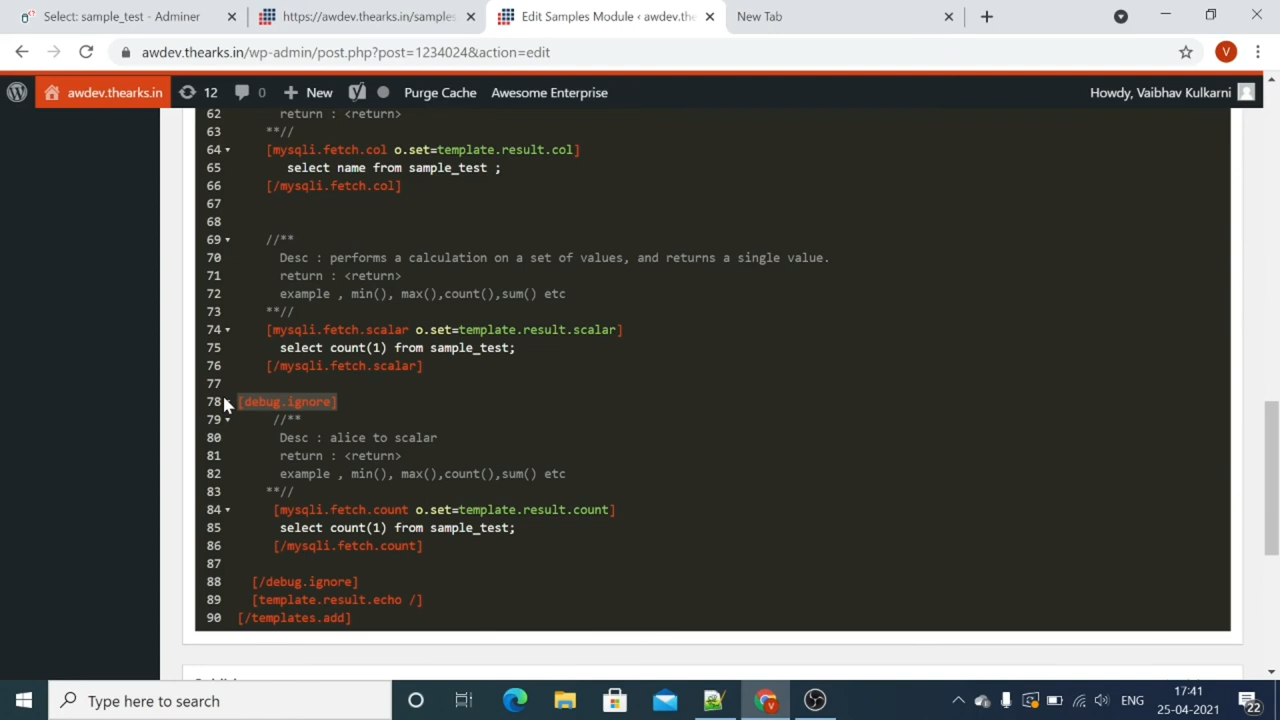 Select: sample_test - Adminer
https://awdev.thearks.in/samples
Edit Samples Module ‹ awdev.the
New Tab
awdev.thearks.in/wp-admin/post.php?post=1234024&action=edit
V
awdev.thearks.in
12
0
New
Purge Cache
Awesome Enterprise
Howdy, Vaibhav Kulkarni
62 return : <return>
63 **//
64 [mysqli.fetch.col o.set=template.result.col]
65 select name from sample_test ;
66 [/mysqli.fetch.col]
67
68
69 //**
70 Desc : performs a calculation on a set of values, and returns a single value.
71 return : <return>
72 example , min(), max(),count(),sum() etc
73 **//
74 [mysqli.fetch.scalar o.set=template.result.scalar]
75 select count(1) from sample_test;
76 [/mysqli.fetch.scalar]
77
78 [debug.ignore]
79 //**
80 Desc : alice to scalar
81 return : <return>
82 example , min(), max(),count(),sum() etc
83 **//
84 [mysqli.fetch.count o.set=template.result.count]
85 select count(1) from sample_test;
86 [/mysqli.fetch.count]
87
88 [/debug.ignore]
89 [template.result.echo /]
90 [/templates.add]
Type here to search
V
ENG
17:41
25-04-2021
22